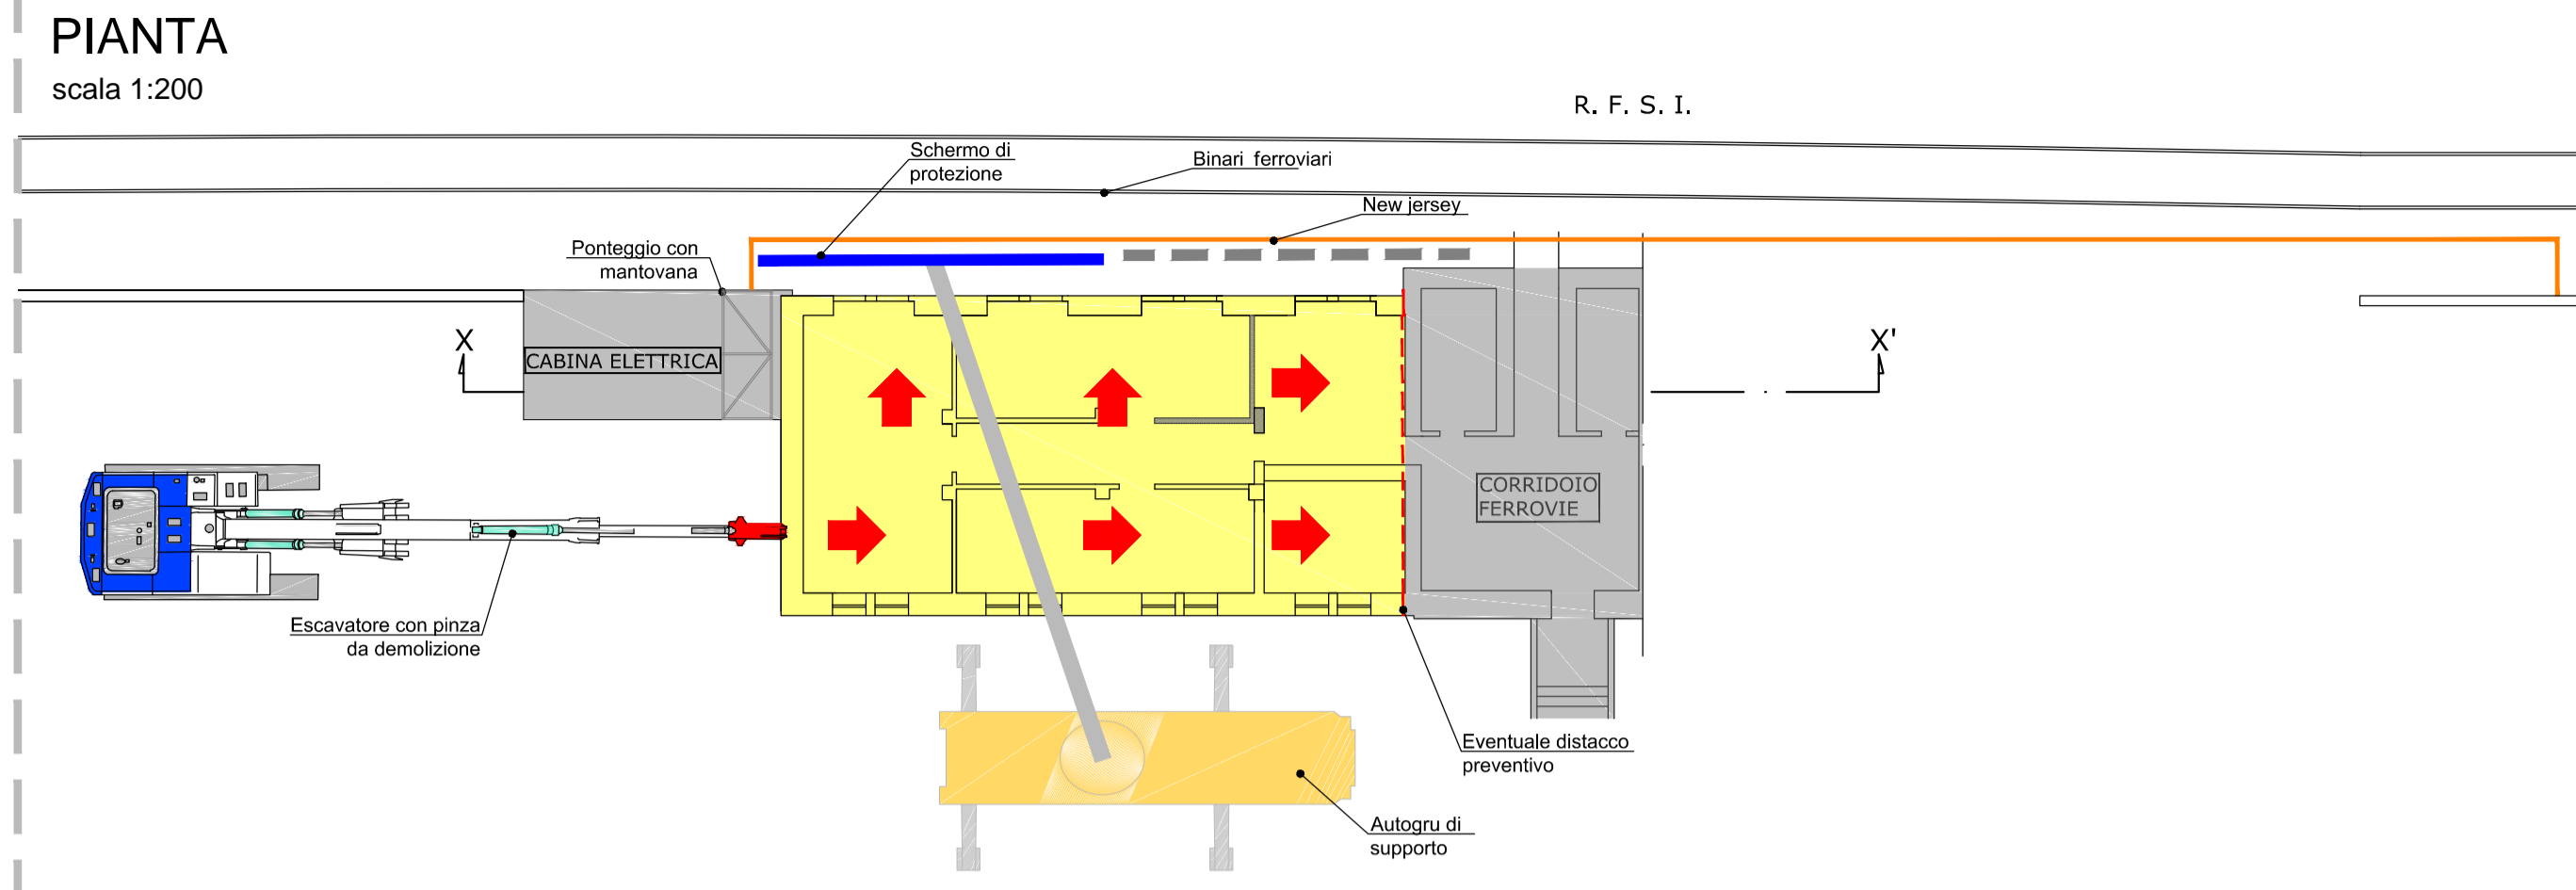 PIANTA
scala 1:200
R. F. S. I.
Schermo di
protezione
Binari ferroviari
New jersey
Ponteggio con
mantovana
X
X'
CABINA ELETTRICA
CORRIDOIO
FERROVIE
Escavatore con pinza
da demolizione
Eventuale distacco
preventivo
Autogru di
supporto